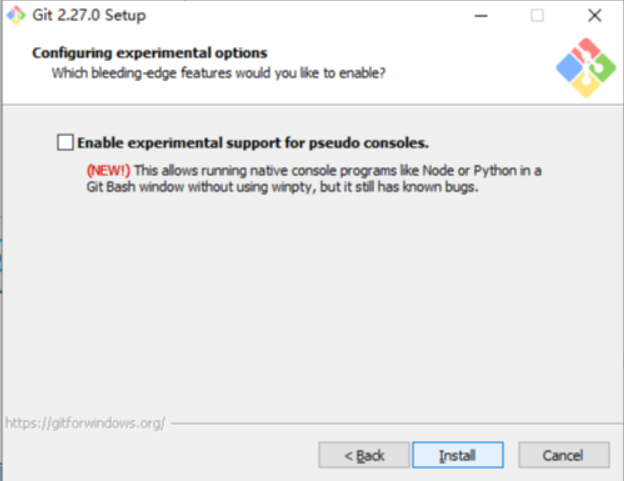 Git 2.27.0 Setup
Configuring experimental options
Which bleeding-edge features would you like to enable?
Enable experimental support for pseudo consoles.
(NEW!) This allows running native console programs like Node or Python in a
Git Bash window without using winpty, but it still has known bugs.
https://gitforwindows.org/
< Back
Install
Cancel